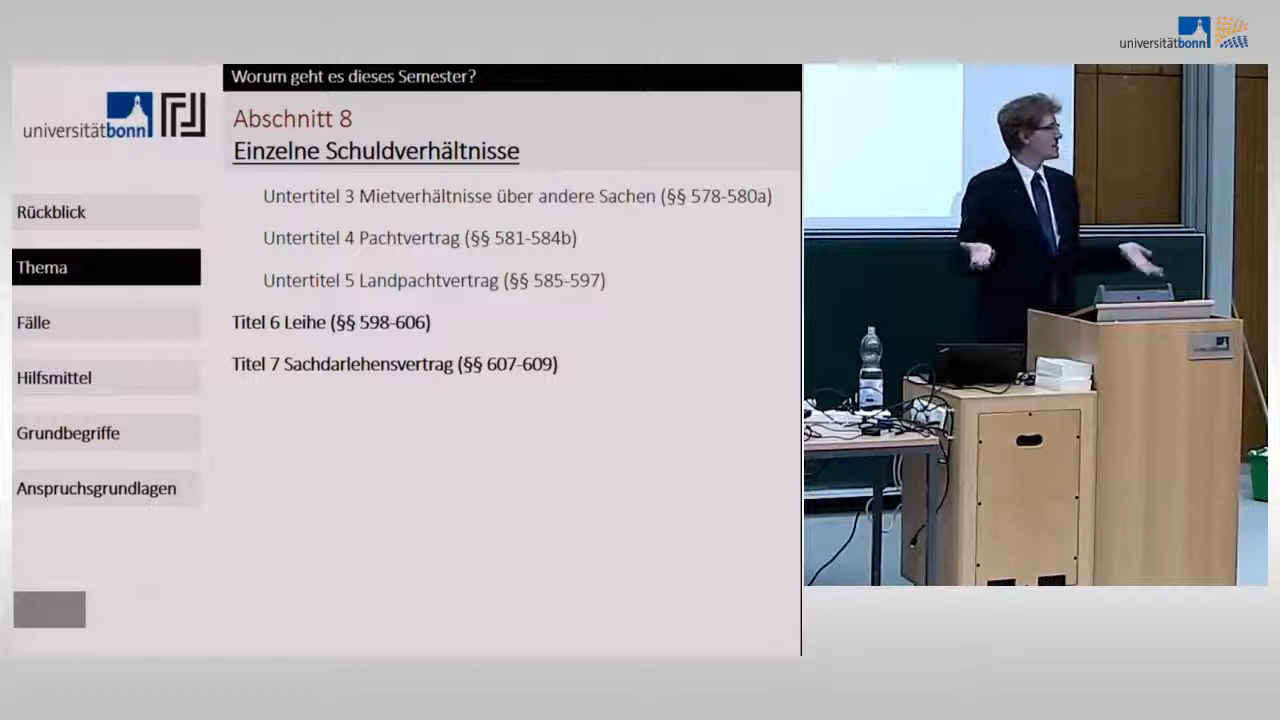 universitätbonn
Worum geht es dieses Semester?
universitätbonn
Abschnitt 8
Einzelne Schuldverhältnisse
Rückblick
Thema
Fälle
Hilfsmittel
Grundbegriffe
Anspruchsgrundlagen
Untertitel 3 Mietverhältnisse über andere Sachen (§§ 578-580a)
Untertitel 4 Pachtvertrag (§§ 581-584b)
Untertitel 5 Landpachtvertrag (§§ 585-597)
Titel 6 Leihe (§§ 598-606)
Titel 7 Sachdarlehensvertrag (§§ 607-609)